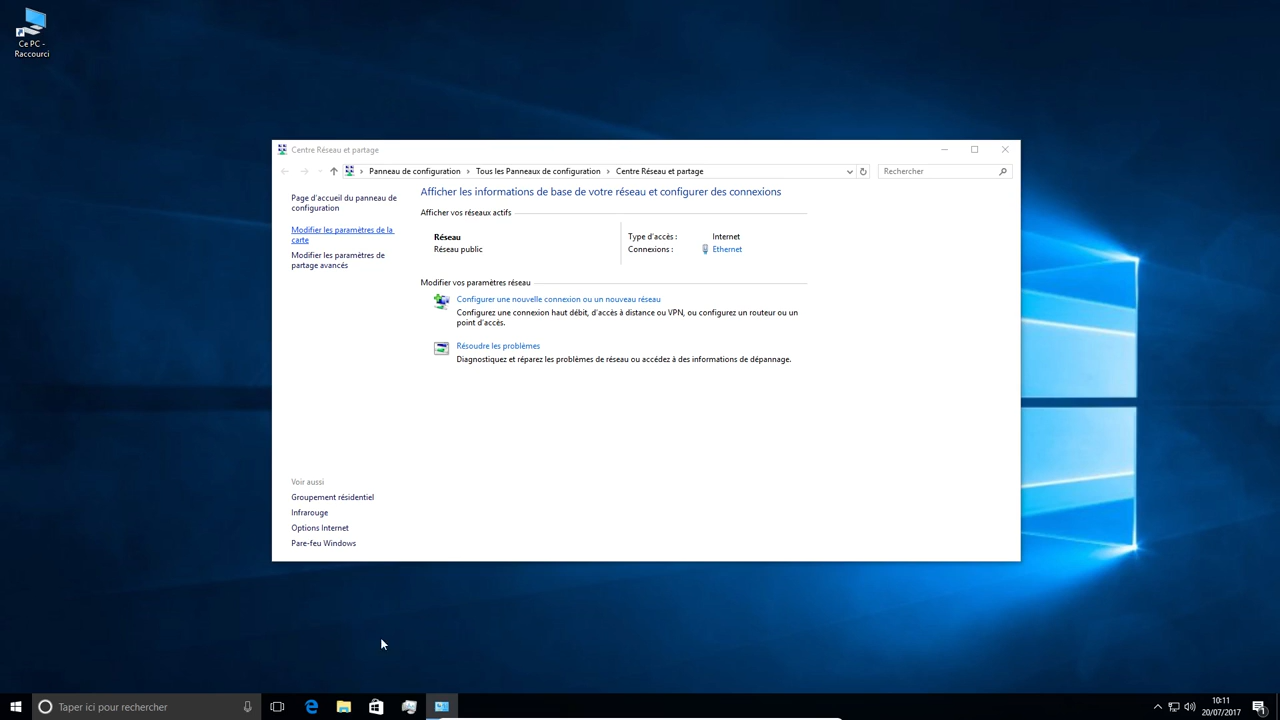 Ce PC -
Raccourci
Centre Réseau et partage
Panneau de configuration
Tous les Panneaux de configuration
Centre Réseau et partage
Rechercher
Page d'accueil du panneau de
configuration
Modifier les paramètres de la
carte
Modifier les paramètres de
partage avancés
Afficher les informations de base de votre réseau et configurer des connexions
Afficher vos réseaux actifs
Réseau
Réseau public
Type d'accès : Internet
Connexions : Ethernet
Modifier vos paramètres réseau
Configurer une nouvelle connexion ou un nouveau réseau
Configurez une connexion haut débit, d'accès à distance ou VPN, ou configurez un routeur ou un
point d'accès.
Résoudre les problèmes
Diagnostiquez et réparez les problèmes de réseau ou accédez à des informations de dépannage.
Voir aussi
Groupement résidentiel
Infrarouge
Options Internet
Pare-feu Windows
Taper ici pour rechercher
10:11
20/07/2017
1